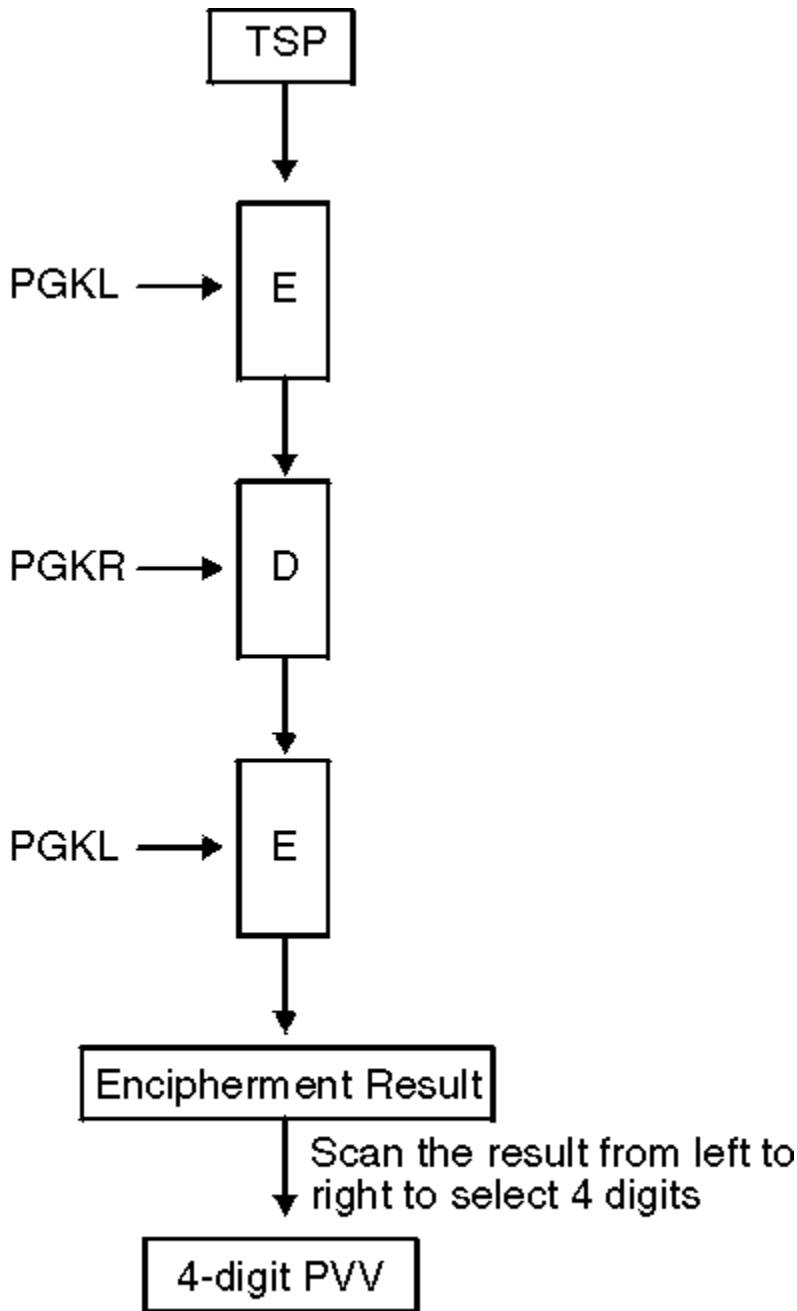 TSP
PGKL
E
PGKR
D
PGKL
E
Encipherment Result
Scan the result from left to
right to select 4 digits
4-digit PVV